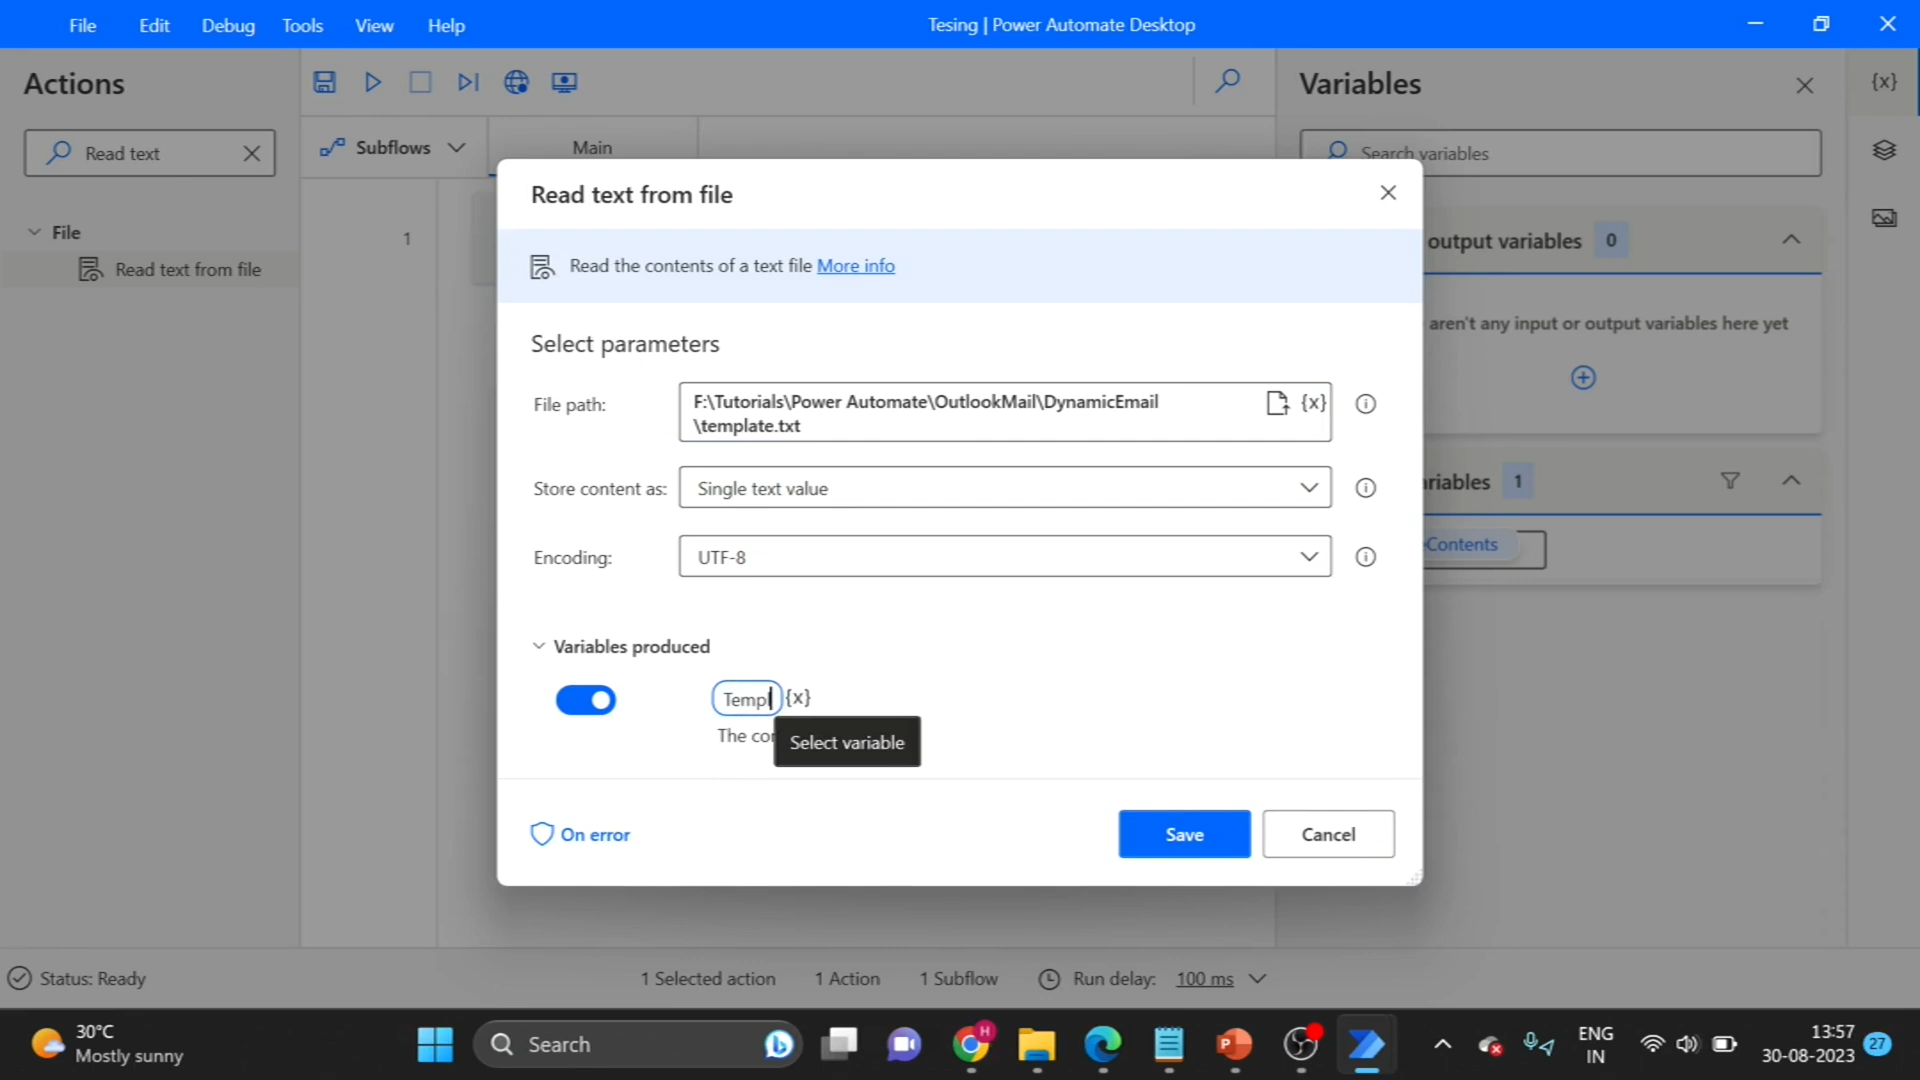 File Edit Debug Tools View Help
Tesing | Power Automate Desktop
Actions
Read text
File
Read text from file
Subflows
Main
1
Variables
{x}
Search variables
output variables 0
aren't any input or output variables here yet
riables 1
Contents
Read text from file
Read the contents of a text file More info
Select parameters
File path:
F:\Tutorials\Power Automate\OutlookMail\DynamicEmail
\template.txt
{x}
Store content as:
Single text value
Encoding:
UTF-8
Variables produced
Templ {x}
The con
Select variable
On error
Save
Cancel
Status: Ready
1 Selected action
1 Action
1 Subflow
Run delay: 100 ms
30°C
Mostly sunny
Search
H
ENG
IN
13:57
30-08-2023
27